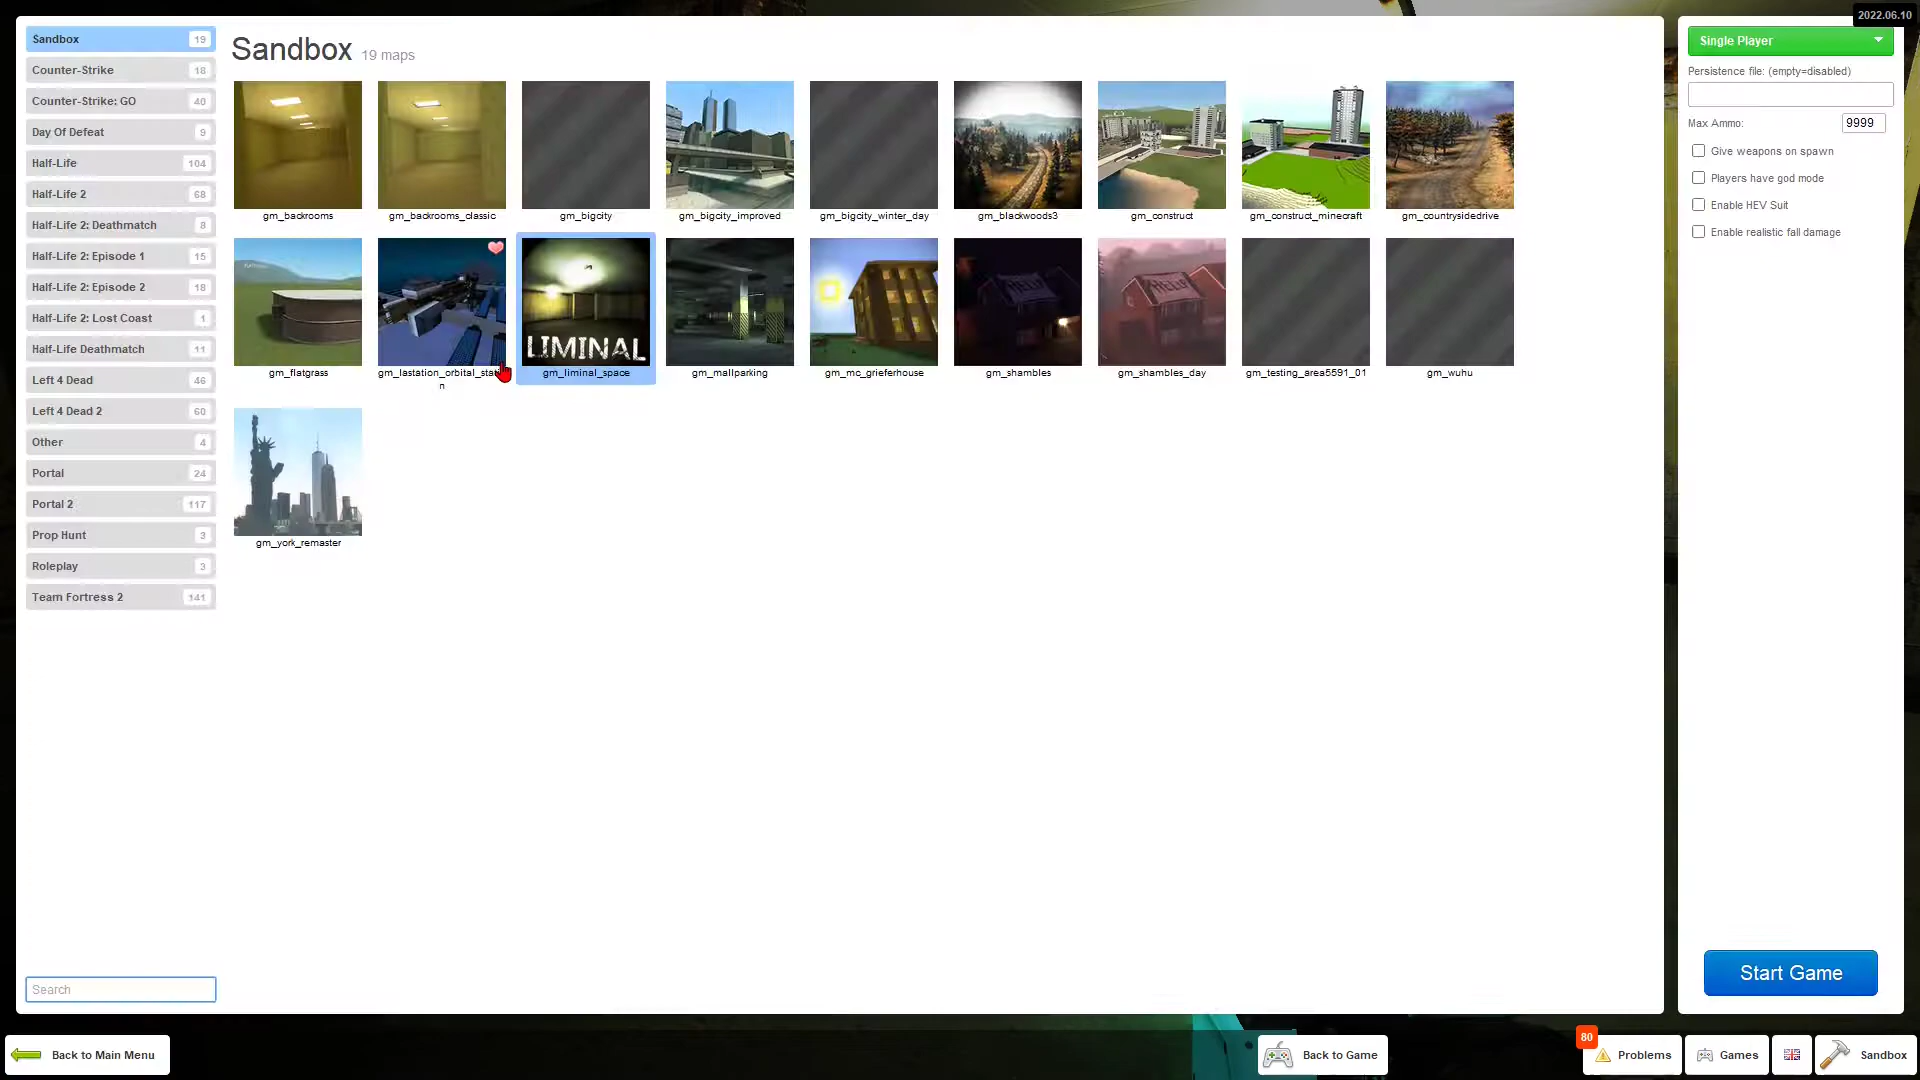 2022.06.10
Sandbox 19
Counter-Strike 18
Counter-Strike: GO 40
Day Of Defeat 9
Half-Life 104
Half-Life 2 68
Half-Life 2: Deathmatch 8
Half-Life 2: Episode 1 15
Half-Life 2: Episode 2 18
Half-Life 2: Lost Coast 1
Half-Life Deathmatch 11
Left 4 Dead 46
Left 4 Dead 2 60
Other 4
Portal 24
Portal 2 117
Prop Hunt 3
Roleplay 3
Team Fortress 2 141
Search
Sandbox 19 maps
gm_backrooms
gm_backrooms_classic
gm_bigcity
gm_bigcity_improved
gm_bigcity_winter_day
gm_blackwoods3
gm_construct
gm_construct_minecraft
gm_countrysidedrive
HELP
HELP
LIMINAL
gm_flatgrass
gm_lastation_orbital_sta
n
gm_liminal_space
gm_mallparking
gm_mc_grieferhouse
gm_shambles
gm_shambles_day
gm_testing_area5591_01
gm_wuhu
gm_york_remaster
Single Player
Persistence file: (empty=disabled)
Max Ammo: 9999
Give weapons on spawn
Players have god mode
Enable HEV Suit
Enable realistic fall damage
Start Game
Back to Main Menu
Back to Game
80
Problems
Games
Sandbox